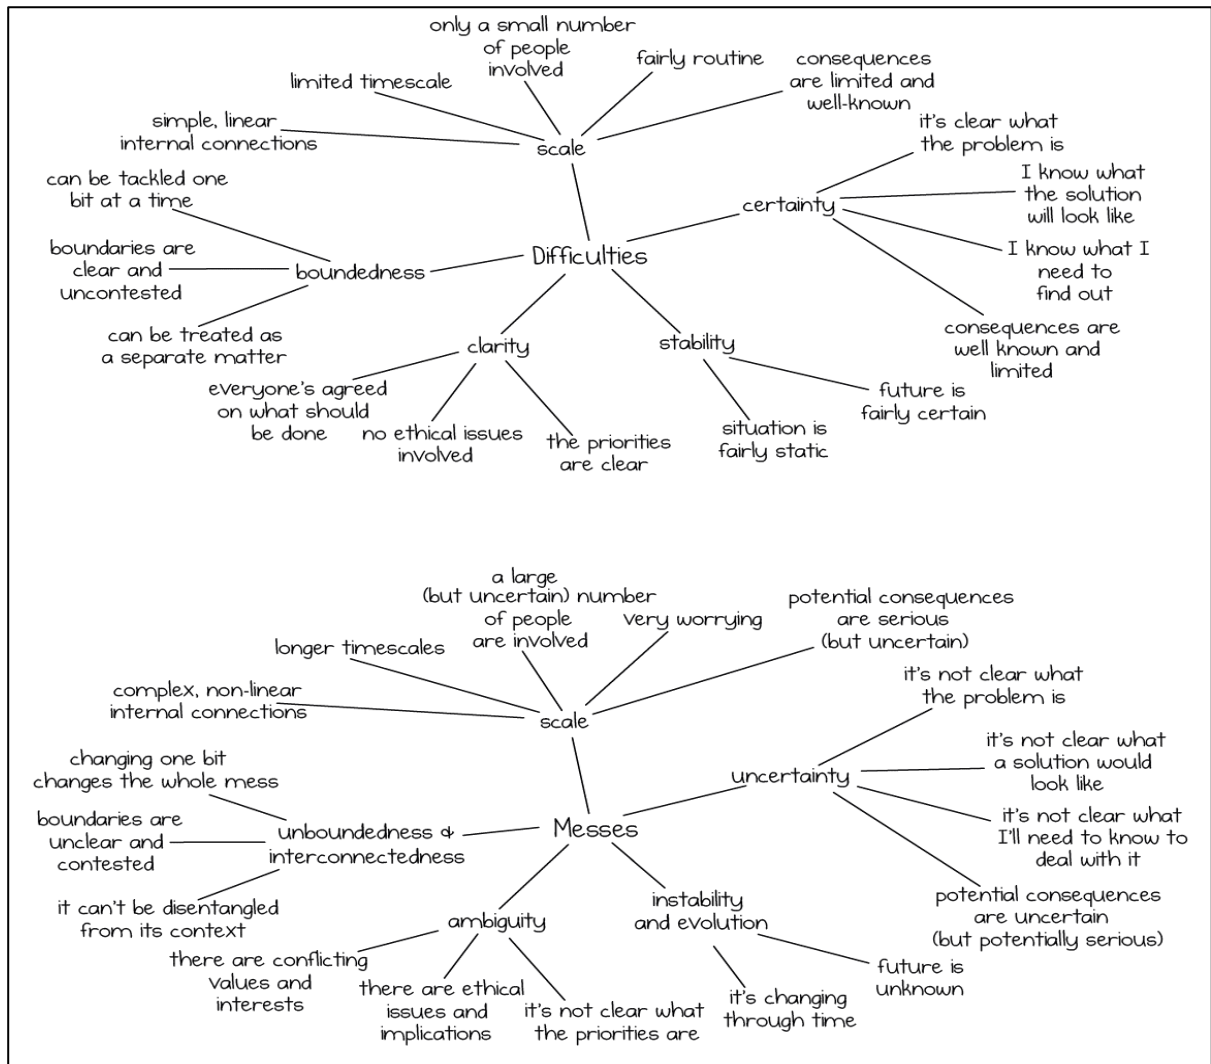 only a small number
of people
involved
fairly routine
consequences
are limited and
well-known
limited timescale
simple, linear
internal connections
scale
it's clear what
the problem is
I know what
the solution
will look like
I know what I
need to
find out
consequences are
well known and
limited
certainty
can be tackled one
bit at a time
boundaries are
clear and
uncontested
can be treated as
a separate matter
boundedness
Difficulties
clarity
everyone's agreed
on what should
be done
no ethical issues
involved
the priorities
are clear
stability
future is
fairly certain
situation is
fairly static
a large
(but uncertain) number
of people
are involved
very worrying
potential consequences
are serious
(but uncertain)
longer timescales
complex, non-linear
internal connections
scale
it's not clear what
the problem is
it's not clear what
a solution would
look like
it's not clear what
I'll need to know to
deal with it
potential consequences
are uncertain
(but potentially serious)
uncertainty
changing one bit
changes the whole mess
boundaries are
unclear and
contested
it can't be disentangled
from its context
unboundedness &
interconnectedness
Messes
ambiguity
there are conflicting
values and
interests
there are ethical
issues and
implications
it's not clear what
the priorities are
instability
and evolution
future is
unknown
it's changing
through time